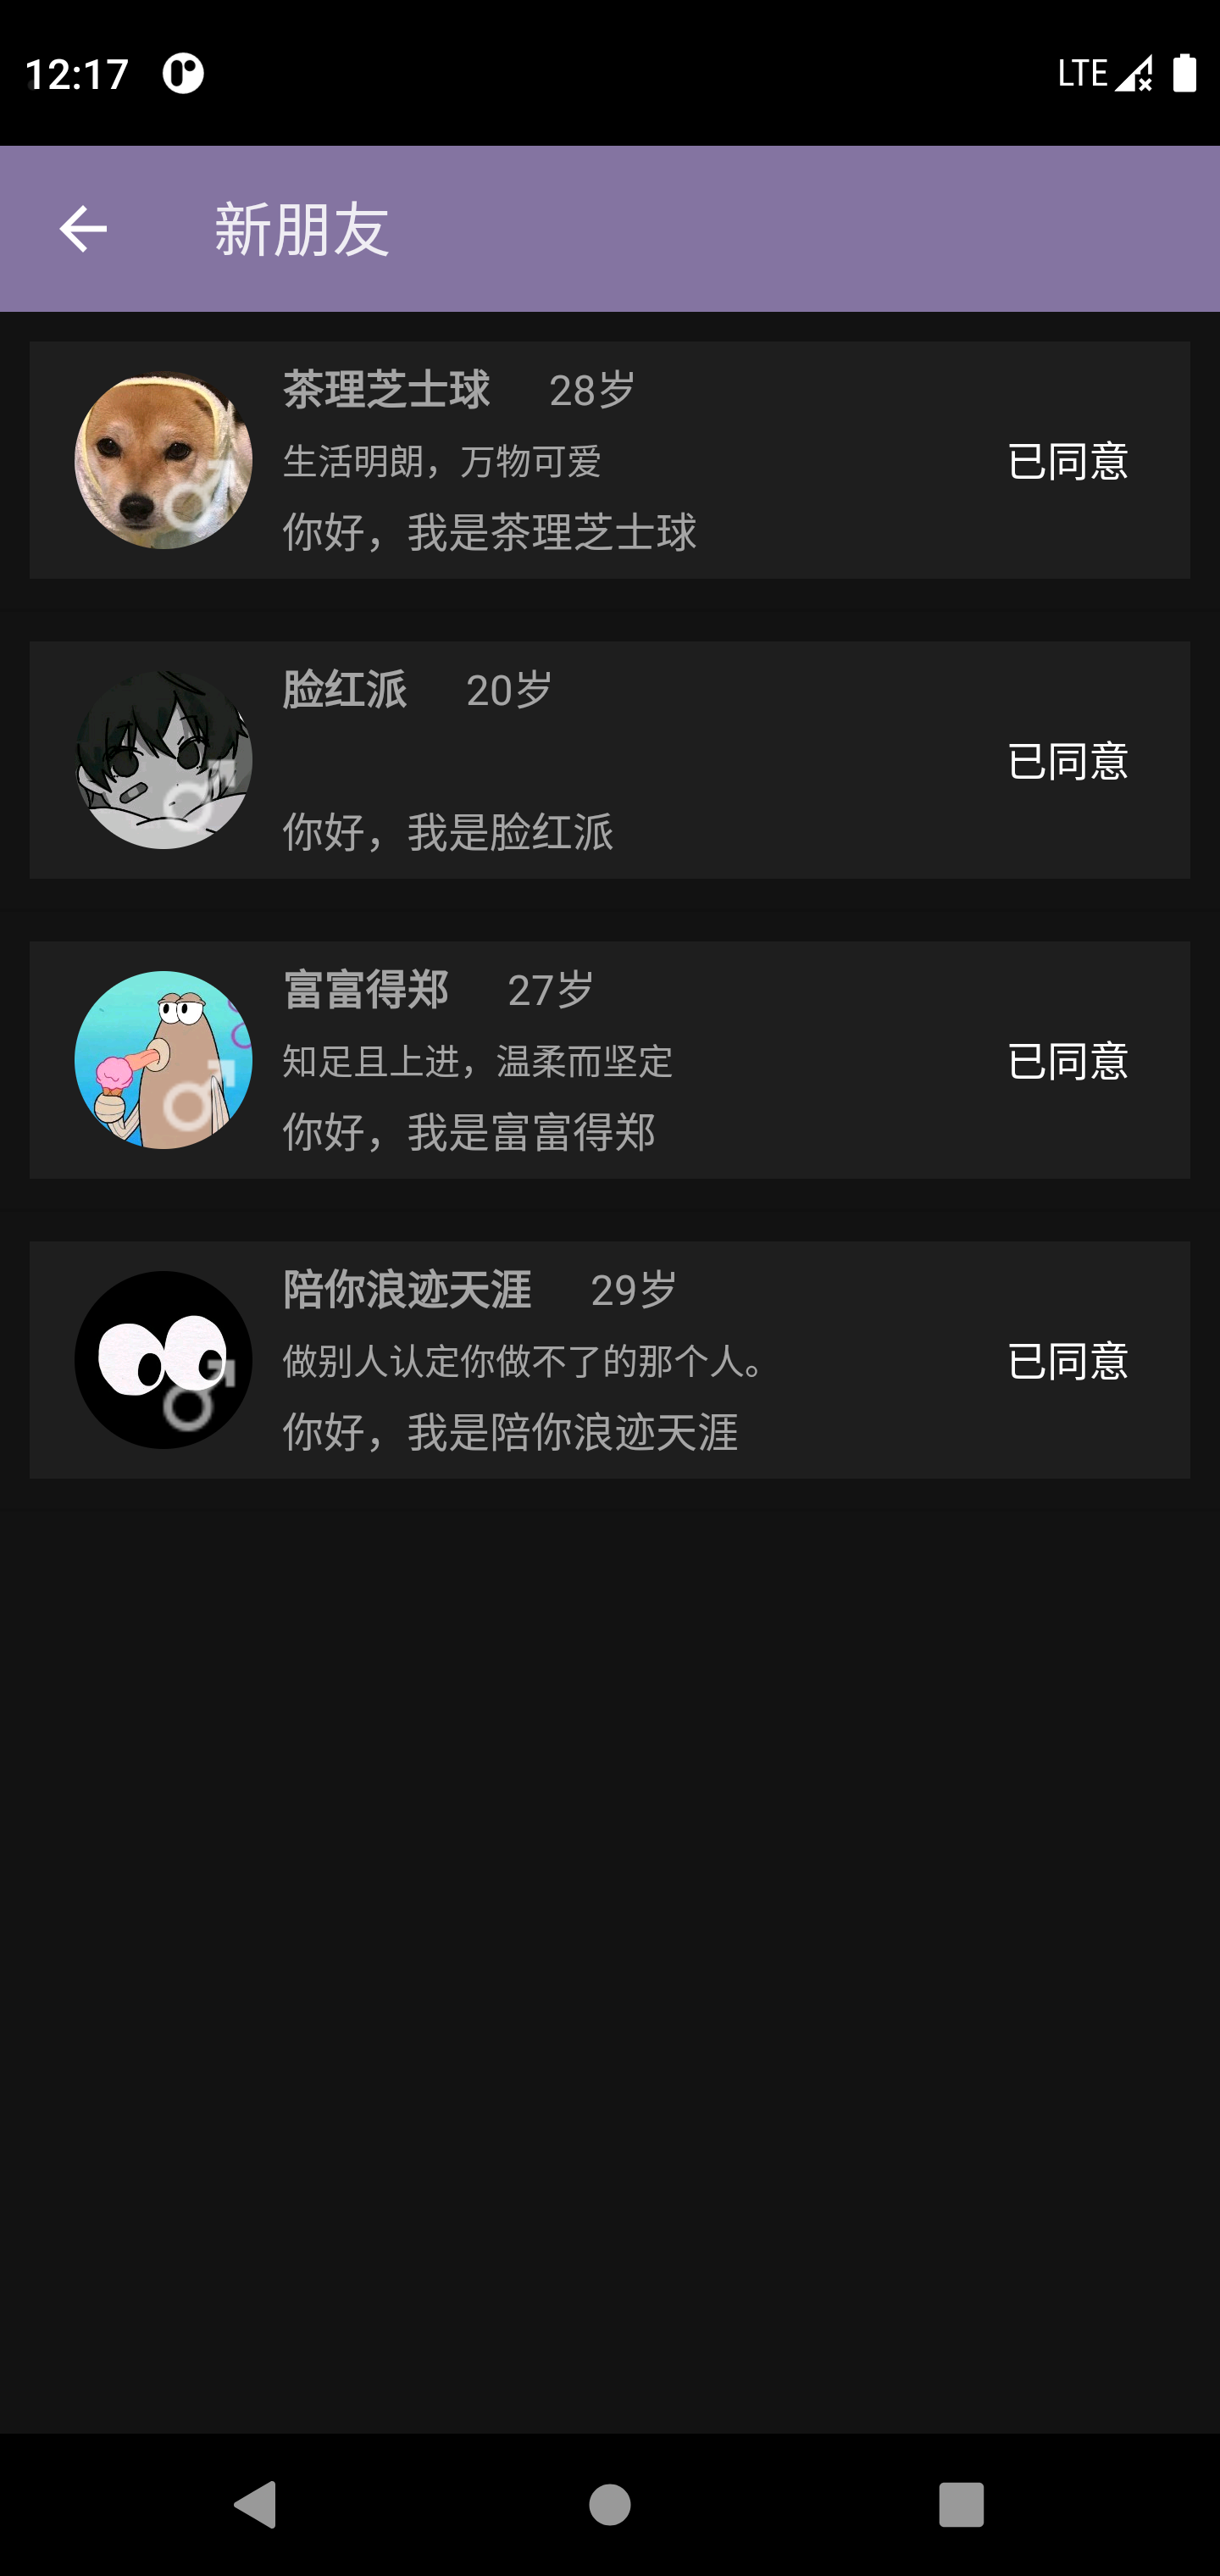 12:17 LTE
新朋友
茶理芝士球 28岁
生活明朗，万物可爱
你好，我是茶理芝士球
已同意
脸红派 20岁
你好，我是脸红派
已同意
富富得郑 27岁
知足且上进，温柔而坚定
你好，我是富富得郑
已同意
陪你浪迹天涯 29岁
做别人认定你做不了的那个人。
你好，我是陪你浪迹天涯
已同意